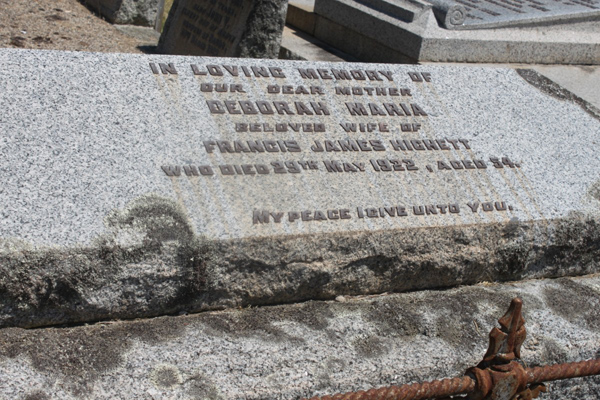 IN LOVING MEMORY OF
OUR DEAR MOTHER
DEBORAH MARIA,
BELOVED WIFE OF
FRANCIS JAMES HIGHETT
WHO DIED 29TH MAY 1922, AGED 54.
MY PEACE I GIVE UNTO YOU.